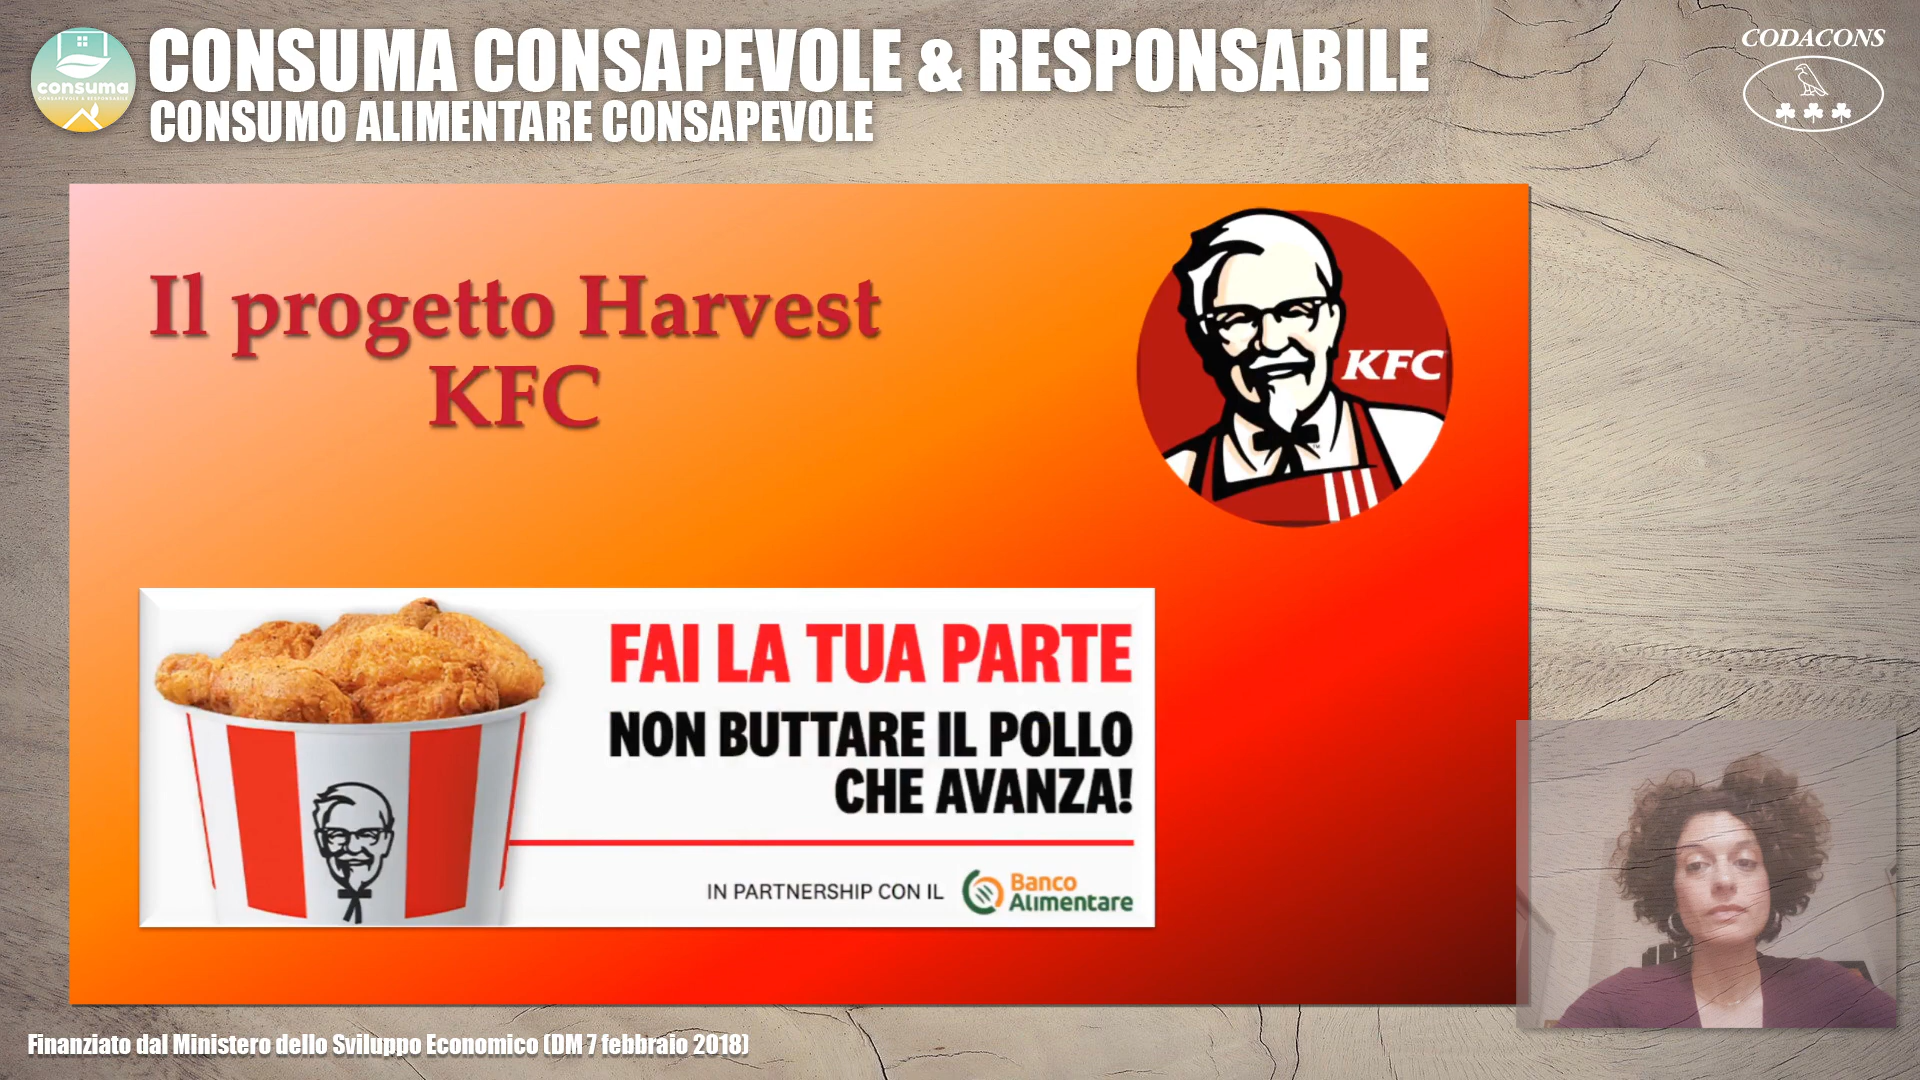 CONSUMA CONSAPEVOLE & RESPONSABILE
CONSUMO ALIMENTARE CONSAPEVOLE
consuma
CONSAPEVOLE & RESPONSABILE
CODACONS
Il progetto Harvest
KFC
KFC
FAI LA TUA PARTE
NON BUTTARE IL POLLO
CHE AVANZA!
IN PARTNERSHIP CON IL
Banco
Alimentare
Finanziato dal Ministero dello Sviluppo Economico (DM 7 febbraio 2018)